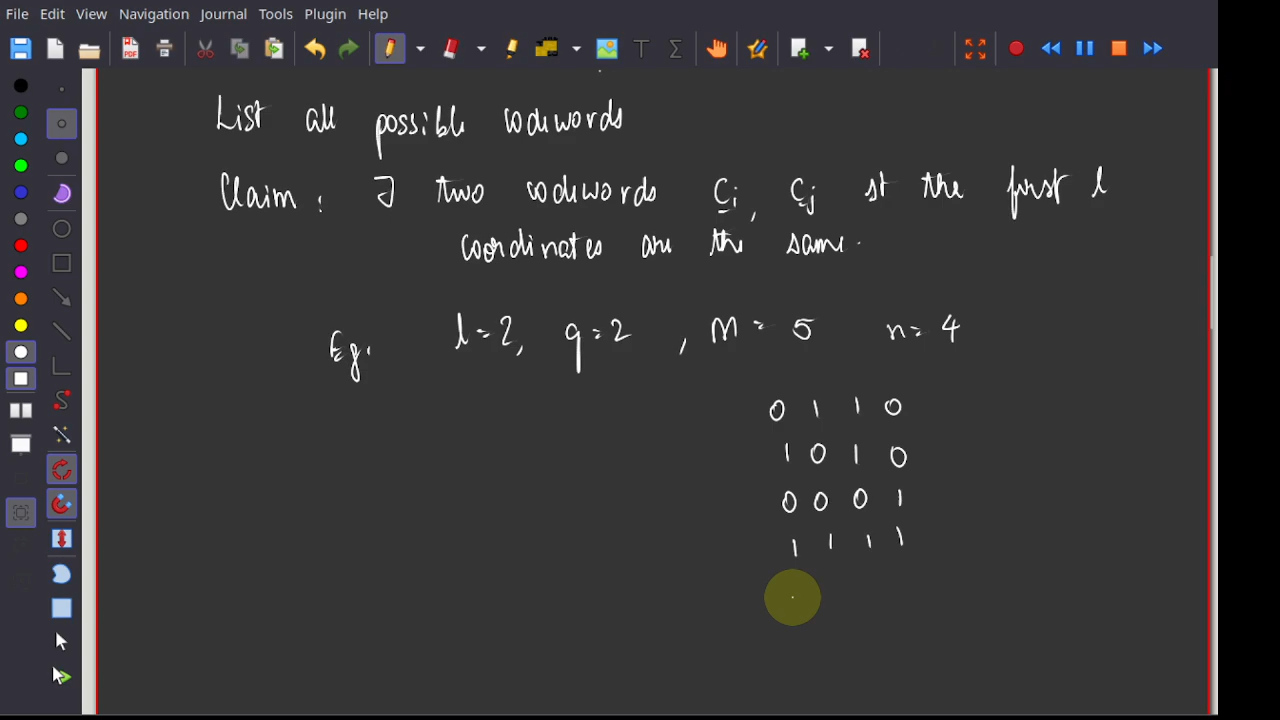 File Edit View Navigation Journal Tools Plugin Help
List all possible codewords
Claim : ∃ two codewords C̲i , C̲j st the first l
coordinates are the same .
Eg. l = 2, q = 2 , M = 5 n = 4
0 1 1 0
1 0 1 0
0 0 0 1
1 1 1 1